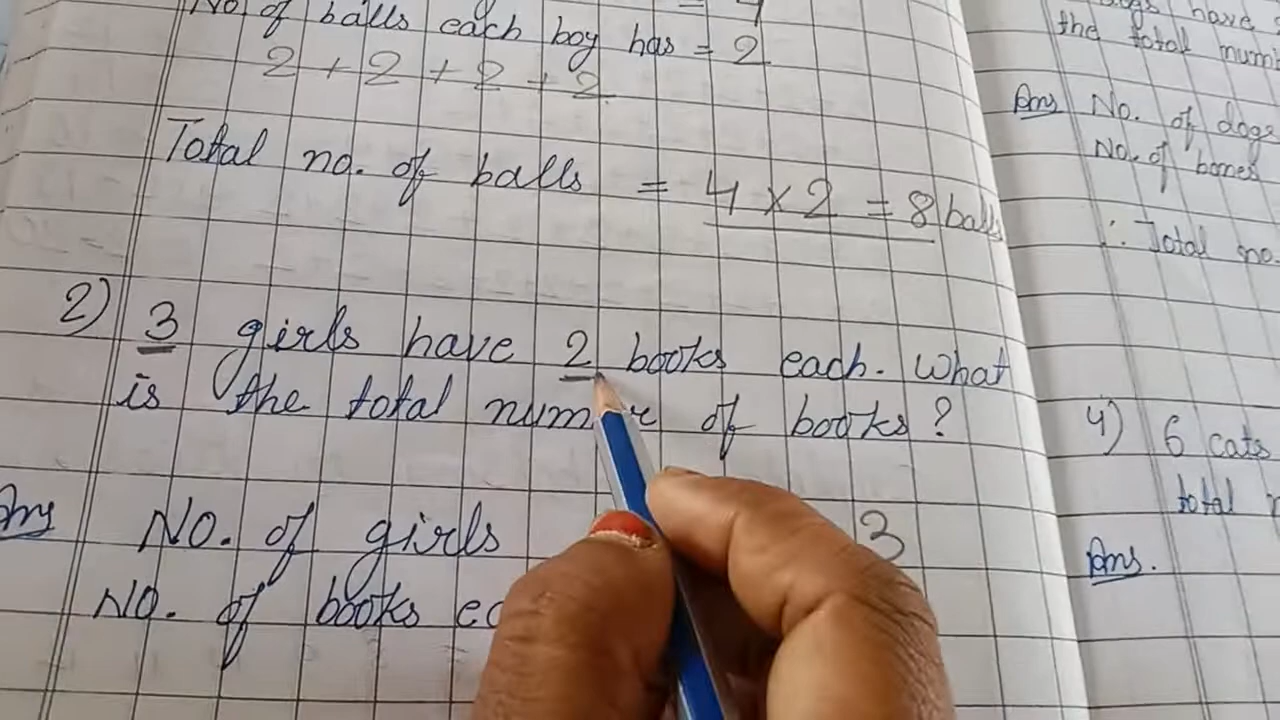 No. of balls each boy has = 2
2 + 2 + 2 + 2
Total no. of balls = 4 x 2 = 8 balls
2) 3 girls have 2 books each. What
is the total of books?
Ans No. of girls 3
No. of books
have
the total
Ans No. of dogs
No. of bones
∴ Total no.
4) 6 cats
total
Ans.